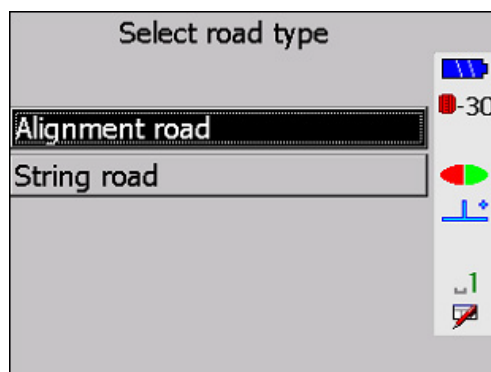 Select road type
-30
Alignment road
String road
1